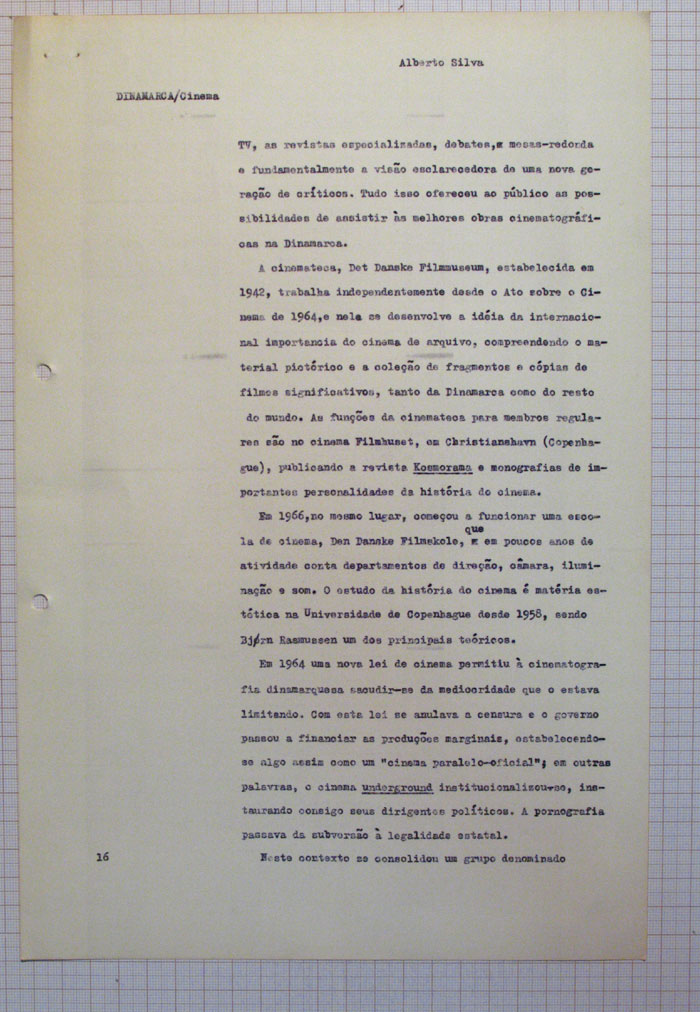 Alberto Silva
DINAMARCA/Cinema
TV, as revistas especializadas, debates,x mesas-redonda
e fundamentalmente a visão esclarecedora de uma nova ge-
ração de críticos. Tudo isso ofereceu ao público as pos-
sibilidades de assistir às melhores obras cinematográfi-
cas na Dinamarca.
A cinemateca, Det Danske Filmmuseum, estabelecida em
1942, trabalha independentemente desde o Ato sobre o Ci-
nema de 1964,e nela se desenvolve a idéia da internacio-
nal importancia do cinema de arquivo, compreendendo o ma-
terial pictórico e a coleção de fragmentos e cópias de
filmes significativos, tanto da Dinamarca como do resto
do mundo. As funções da cinemateca para membros regula-
res são no cinema Filmhuset, em Christianshavn (Copenha-
gue), publicando a revista Kosmorama e monografias de im-
portantes personalidades da história do cinema.
Em 1966,no mesmo lugar, começou a funcionar uma esco-
que
la de cinema, Den Danske Filmskole, x em poucos anos de
atividade conta departamentos de direção, câmara, ilumi-
nação e som. O estudo da história do cinema é matéria es-
tética na Universidade de Copenhague desde 1958, sendo
Bjørn Rasmussen um dos principais teóricos.
Em 1964 uma nova lei de cinema permitiu à cinematogra-
fia dinamarquesa sacudir-se da mediocridade que o estava
limitando. Com esta lei se anulava a censura e o governo
passou a financiar as produções marginais, estabelecendo-
se algo assim como um "cinema paralelo-oficial"; em outras
palavras, o cinema underground institucionalizou-se, ins-
taurando consigo seus dirigentes políticos. A pornografia
passava da subversão à legalidade estatal.
Neste contexto se consolidou um grupo denominado
16